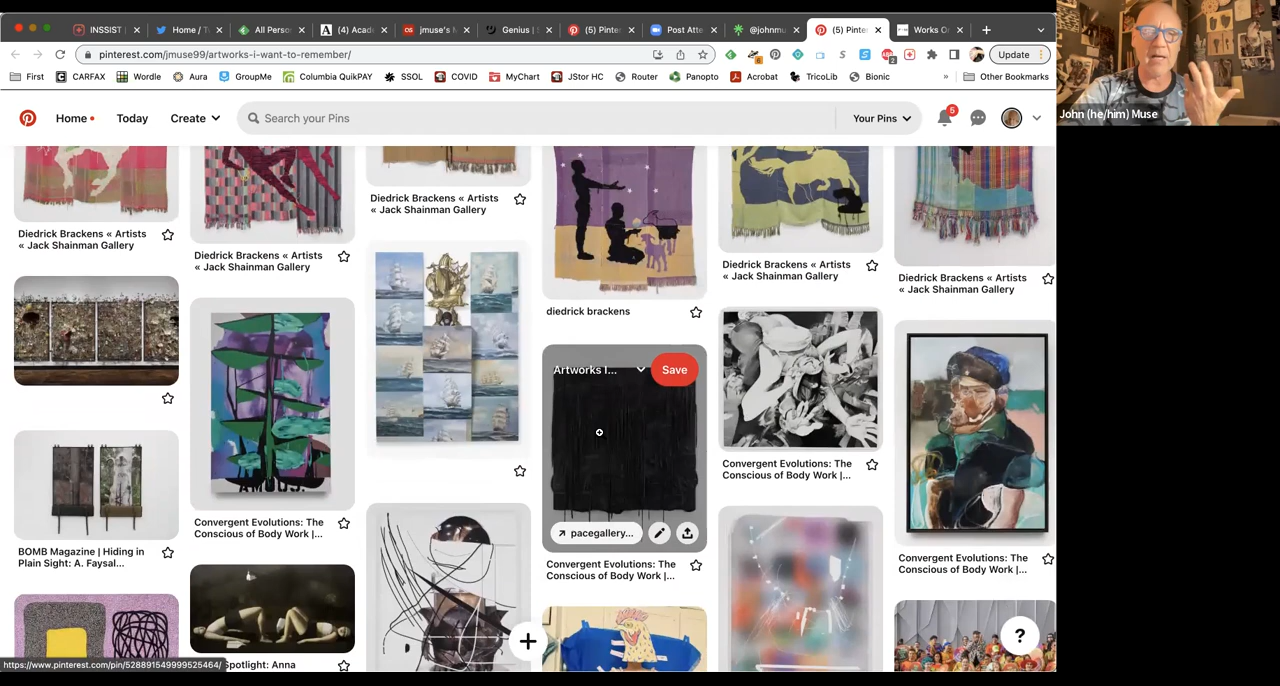 INSSIST |
Home / T
All Perso
(4) Acad
jmuse's M
Genius | S
(5) Pinte
Post Atte
@johnmu
(5) Pinte
Works O
pinterest.com/jmuse99/artworks-i-want-to-remember/
Update
First
CARFAX
Wordle
Aura
GroupMe
Columbia QuikPAY
SSOL
COVID
MyChart
JStor HC
Router
Panopto
Acrobat
TricoLib
Bionic
»
Other Bookmarks
John (he/him) Muse
Home
Today
Create
Search your Pins
Your Pins
5
Diedrick Brackens « Artists
« Jack Shainman Gallery
Diedrick Brackens « Artists
« Jack Shainman Gallery
Diedrick Brackens « Artists
« Jack Shainman Gallery
diedrick brackens
Diedrick Brackens « Artists
« Jack Shainman Gallery
Diedrick Brackens « Artists
« Jack Shainman Gallery
Artworks I...
Save
pacegallery...
Convergent Evolutions: The
Conscious of Body Work |...
Convergent Evolutions: The
Conscious of Body Work |...
Convergent Evolutions: The
Conscious of Body Work |...
Convergent Evolutions: The
Conscious of Body Work |...
BOMB Magazine | Hiding in
Plain Sight: A. Faysal...
potlight: Anna
https://www.pinterest.com/pin/528891549999525464/
?